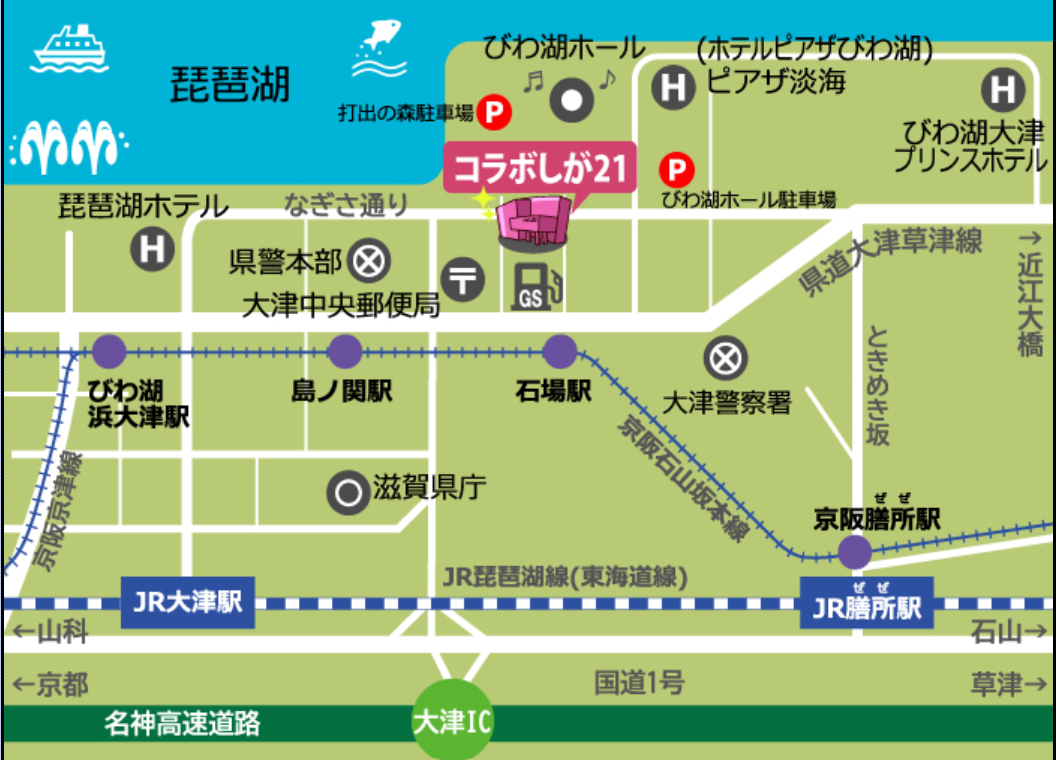 びわ湖ホール
(ホテルピアザびわ湖)
ピアザ淡海
H
H
琵琶湖
打出の森駐車場
P
びわ湖大津
プリンスホテル
コラボしが21
P
びわ湖ホール駐車場
琵琶湖ホテル
なぎさ通り
H
県警本部
〒
GS
大津中央郵便局
県道大津草津線
→
近江大橋
びわ湖
浜大津駅
島ノ関駅
石場駅
大津警察署
ときめき坂
京阪石山坂本線
京阪京津線
滋賀県庁
ぜ ぜ
京阪膳所駅
JR琵琶湖線(東海道線)
JR大津駅
ぜ ぜ
JR膳所駅
←山科
石山→
←京都
国道1号
草津→
名神高速道路
大津IC